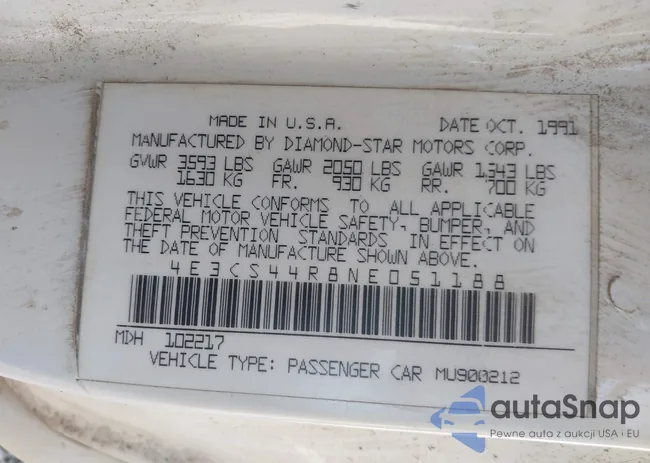 MADE IN U.S.A. DATE OCT. 1991
MANUFACTURED BY DIAMOND-STAR MOTORS CORP.
GVWR 3593 LBS GAWR 2050 LBS GAWR 1,343 LBS
1630 KG FR. 930 KG RR. 700 KG
THIS VEHICLE CONFORMS TO ALL APPLICABLE
FEDERAL MOTOR VEHICLE SAFETY, BUMPER, AND
THEFT PREVENTION STANDARDS IN EFFECT ON
THE DATE OF MANUFACTURE SHOWN ABOVE.
4E3CS44R8NE051188
MDH 102217
VEHICLE TYPE: PASSENGER CAR MU900212
autoSnap
Pewne auta z aukcji USA i EU